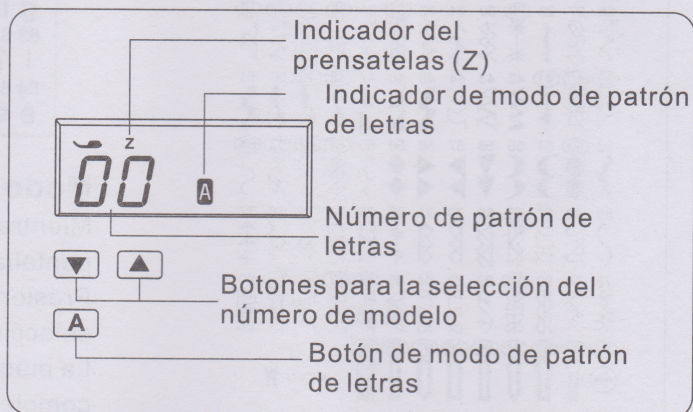 Indicador del
prensatelas (Z)
Indicador de modo de patrón
de letras
Z
00
A
Número de patrón de
letras
Botones para la selección del
número de modelo
A
Botón de modo de patrón
de letras